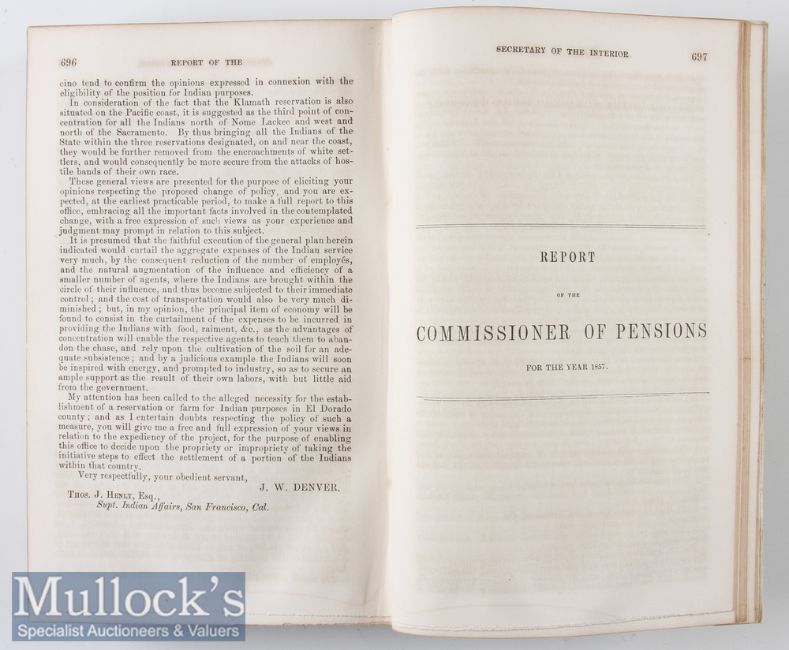 696 REPORT OF THE
cino tend to confirm the opinions expressed in connexion with the
eligibility of the position for Indian purposes.
In consideration of the fact that the Klamath reservation is also
situated on the Pacific coast, it is suggested as the third point of con-
centration for all the Indians north of Nome Lackee and west and
north of the Sacramento. By thus bringing all the Indians of the
State within the three reservations designated, on and near the coast,
they would be further removed from the encroachments of white set-
tlers, and would consequently be more secure from the attacks of hos-
tile bands of their own race.
These general views are presented for the purpose of eliciting your
opinions respecting the proposed change of policy, and you are ex-
pected, at the earliest practicable period, to make a full report to this
office, embracing all the important facts involved in the contemplated
change, with a free expression of such views as your experience and
judgment may prompt in relation to this subject.
It is presumed that the faithful execution of the general plan herein
indicated would curtail the aggregate expenses of the Indian service
very much, by the consequent reduction of the number of employés,
and the natural augmentation of the influence and efficiency of a
smaller number of agents, where the Indians are brought within the
circle of their influence, and thus become subjected to their immediate
control; and the cost of transportation would also be very much di-
minished; but, in my opinion, the principal item of economy will be
found to consist in the curtailment of the expenses to be incurred in
providing the Indians with food, raiment, &c., as the advantages of
concentration will enable the respective agents to teach them to aban-
don the chase, and rely upon the cultivation of the soil for an ade-
quate subsistence; and by a judicious example the Indians will soon
be inspired with energy, and prompted to industry, so as to secure an
ample support as the result of their own labors, with but little aid
from the government.
My attention has been called to the alleged necessity for the estab-
lishment of a reservation or farm for Indian purposes in El Dorado
county; and as I entertain doubts respecting the policy of such a
measure, you will give me a free and full expression of your views in
relation to the expediency of the project, for the purpose of enabling
this office to decide upon the propriety or impropriety of taking the
initiative steps to effect the settlement of a portion of the Indians
within that country.
Very respectfully, your obedient servant,
J. W. DENVER.
THOS. J. HENLY, Esq.,
Supt. Indian Affairs, San Francisco, Cal.
SECRETARY OF THE INTERIOR. 697
REPORT
OF THE
COMMISSIONER OF PENSIONS
FOR THE YEAR 1857.
Mullock's
Specialist Auctioneers & Valuers